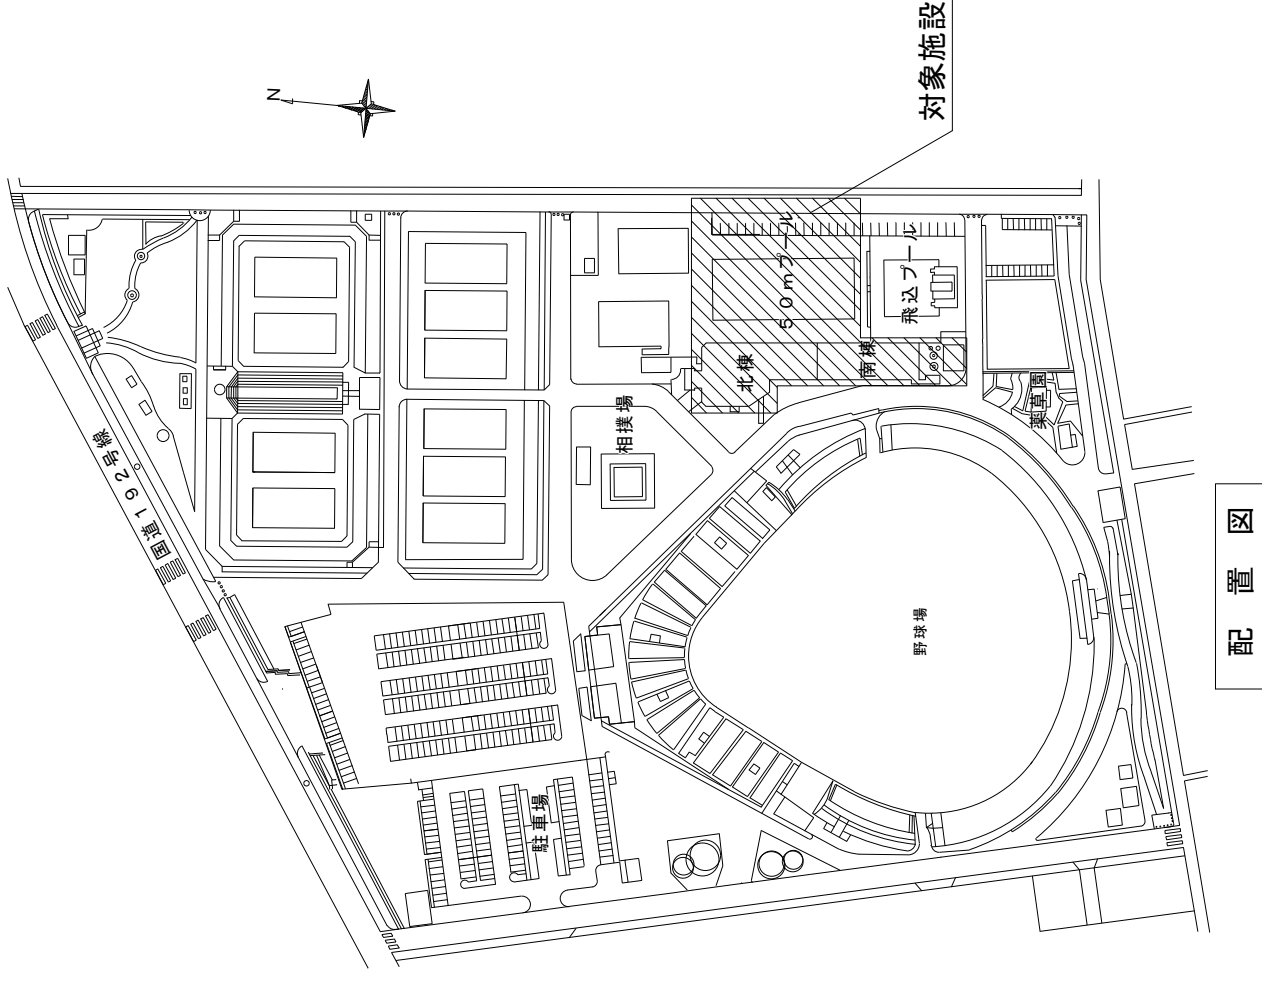 N
対象施設
国道192号線
50mプール
飛込プール
北棟
南棟
相撲場
薬草園
野球場
駐車場
配置図